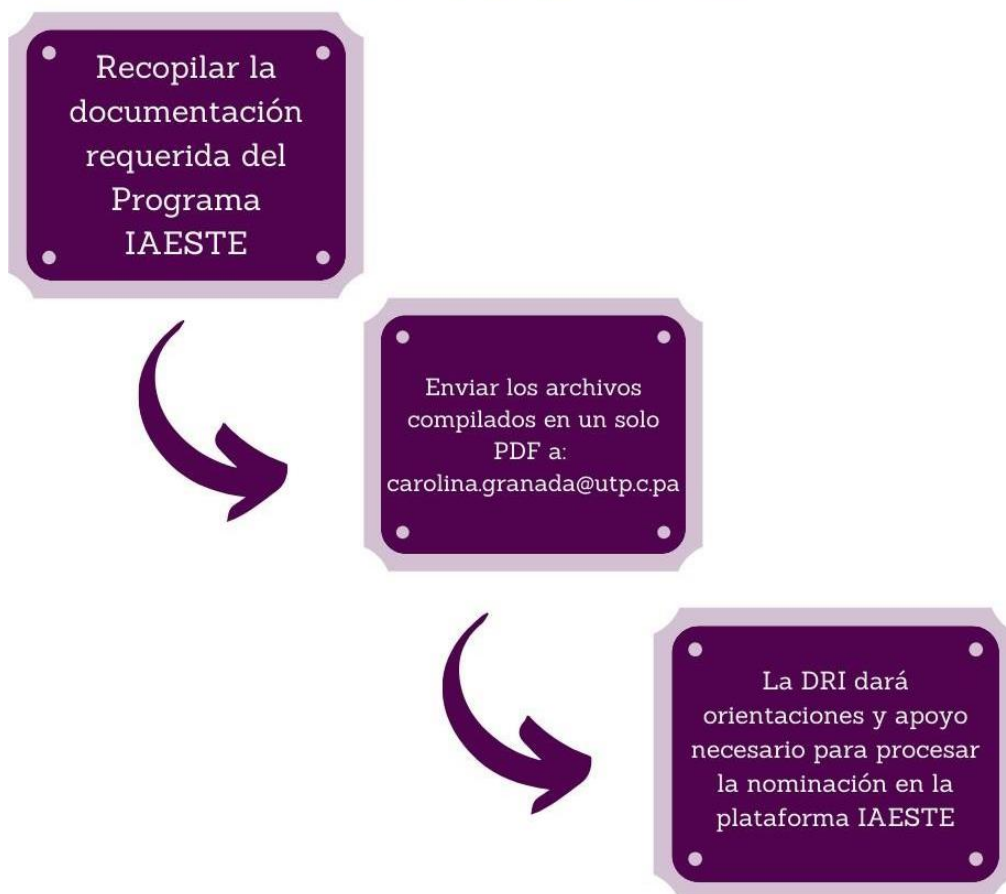 Recopilar la
documentación
requerida del
Programa
IAESTE
Enviar los archivos
compilados en un solo
PDF a:
carolina.granada@utp.c.pa
La DRI dará
orientaciones y apoyo
necesario para procesar
la nominación en la
plataforma IAESTE